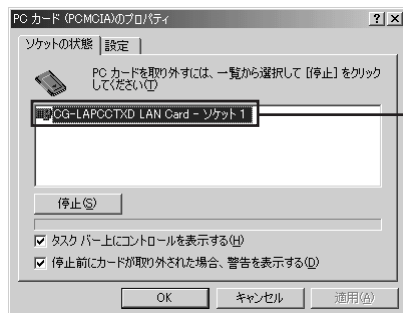 PC カード (PCMCIA)のプロパティ
ソケットの状態
設定
PC カードを取り外すには、一覧から選択して [停止] をクリック
してください(T)
CG-LAPCCTXD LAN Card - ソケット 1
停止(S)
タスク バー上にコントロールを表示する(H)
停止前にカードが取り外された場合、警告を表示する(D)
OK
キャンセル
適用(A)